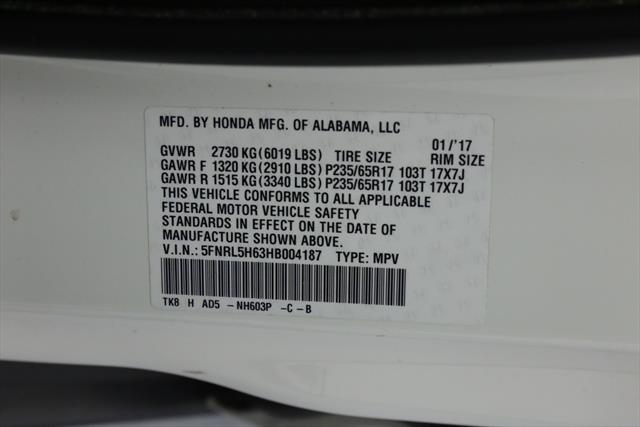 MFD. BY HONDA MFG. OF ALABAMA, LLC
01/'17
GVWR 2730 KG(6019 LBS) TIRE SIZE RIM SIZE
GAWR F 1320 KG(2910 LBS)P235/65R17 103T 17X7J
GAWR R 1515 KG(3340 LBS)P235/65R17 103T 17X7J
THIS VEHICLE CONFORMS TO ALL APPLICABLE
FEDERAL MOTOR VEHICLE SAFETY
STANDARDS IN EFFECT ON THE DATE OF
MANUFACTURE SHOWN ABOVE.
V.I.N.: 5FNRL5H63HB004187 TYPE: MPV
TK8 H AD5 -NH603P -C-B